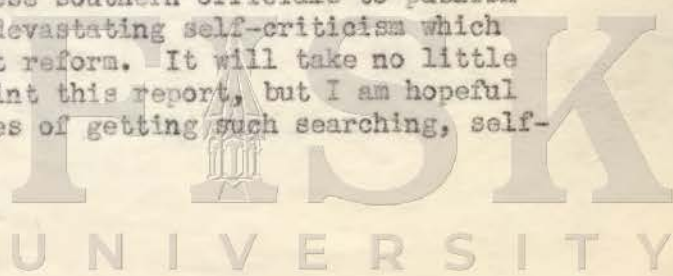 devastating self-criticism which
t reform. It will take no little
int this report, but I am hopeful
es of getting such searching, self-
FISK
UNIVERSITY